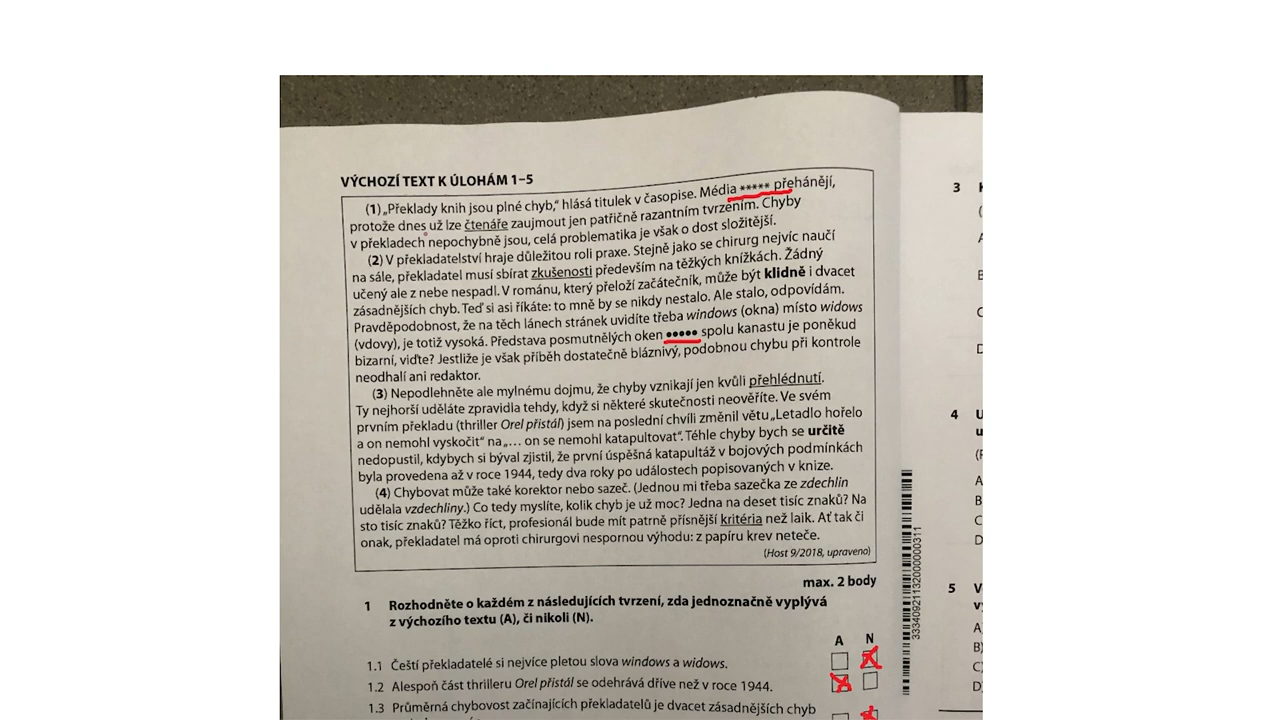 VÝCHOZÍ TEXT K ÚLOHÁM 1–5
(1) „Překlady knih jsou plné chyb,“ hlásá titulek v časopise. Média ***** přehánějí,
protože dnes už lze čtenáře zaujmout jen patřičně razantním tvrzením. Chyby
v překladech nepochybně jsou, celá problematika je však o dost složitější.
(2) V překladatelství hraje důležitou roli praxe. Stejně jako se chirurg nejvíc naučí
na sále, překladatel musí sbírat zkušenosti především na těžkých knížkách. Žádný
učený ale z nebe nespadl. V románu, který přeloží začátečník, může být klidně i dvacet
zásadnějších chyb. Teď si asi říkáte: to mně by se nikdy nestalo. Ale stalo, odpovídám.
Pravděpodobnost, že na těch lánech stránek uvidíte třeba windows (okna) místo widows
(vdovy), je totiž vysoká. Představa posmutnělých oken ●●●●● spolu kanastu je poněkud
bizarní, viďte? Jestliže je však příběh dostatečně bláznivý, podobnou chybu při kontrole
neodhalí ani redaktor.
(3) Nepodlehněte ale mylnému dojmu, že chyby vznikají jen kvůli přehlédnutí.
Ty nejhorší uděláte zpravidla tehdy, když si některé skutečnosti neověříte. Ve svém
prvním překladu (thriller Orel přistál) jsem na poslední chvíli změnil větu „Letadlo hořelo
a on nemohl vyskočit“ na „… on se nemohl katapultovat“. Téhle chyby bych se určitě
nedopustil, kdybych si býval zjistil, že první úspěšná katapultáž v bojových podmínkách
byla provedena až v roce 1944, tedy dva roky po událostech popisovaných v knize.
(4) Chybovat může také korektor nebo sazeč. (Jednou mi třeba sazečka ze zdechlin
udělala vzdechliny.) Co tedy myslíte, kolik chyb je už moc? Jedna na deset tisíc znaků? Na
sto tisíc znaků? Těžko říct, profesionál bude mít patrně přísnější kritéria než laik. Ať tak či
onak, překladatel má oproti chirurgovi nespornou výhodu: z papíru krev neteče.
(Host 9/2018, upraveno)
max. 2 body
1 Rozhodněte o každém z následujících tvrzení, zda jednoznačně vyplývá
z výchozího textu (A), či nikoli (N).
A N
1.1 Čeští překladatelé si nejvíce pletou slova windows a widows.
1.2 Alespoň část thrilleru Orel přistál se odehrává dříve než v roce 1944.
1.3 Průměrná chybovost začínajících překladatelů je dvacet zásadnějších chyb
3333409211320000000311
3
(
A
B
C
D
4 U
u
(F
A
B
C
D
5 V
v
A)
B)
C)
D)